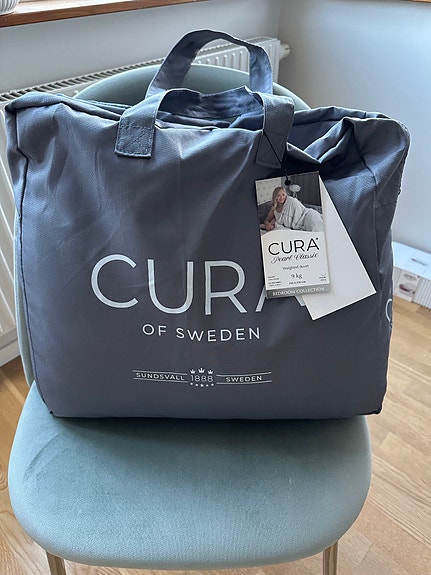 CURA
Pearl Classic
Weighted duvet
9 kg
BEDROOM COLLECTION
CURA
OF SWEDEN
SUNDSVALL 1888 SWEDEN